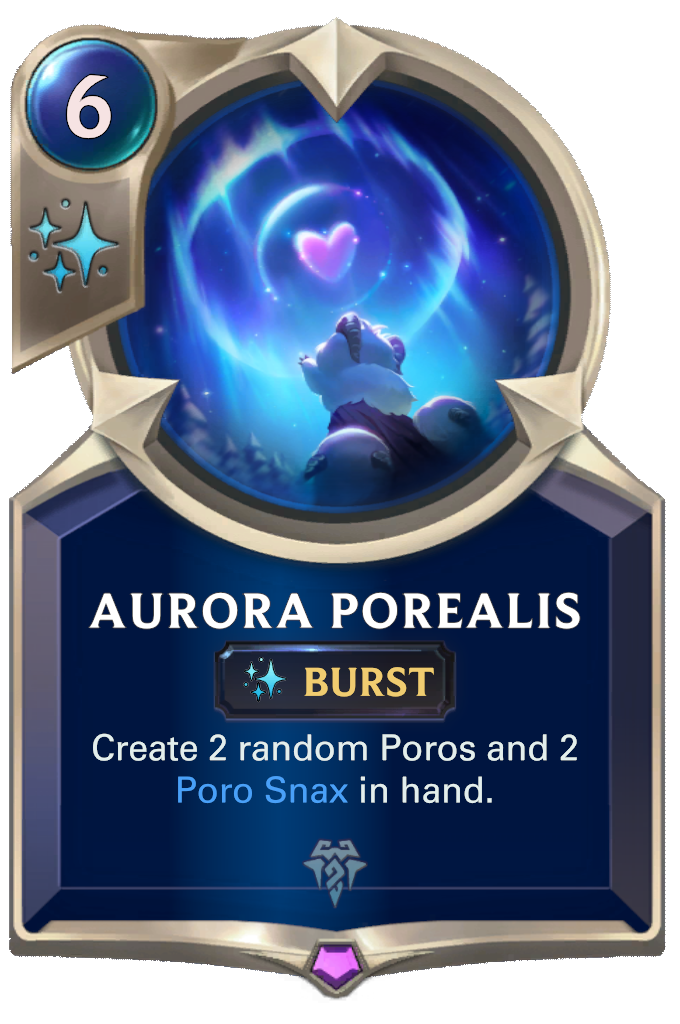 6
AURORA POREALIS
BURST
Create 2 random Poros and 2
Poro Snax in hand.